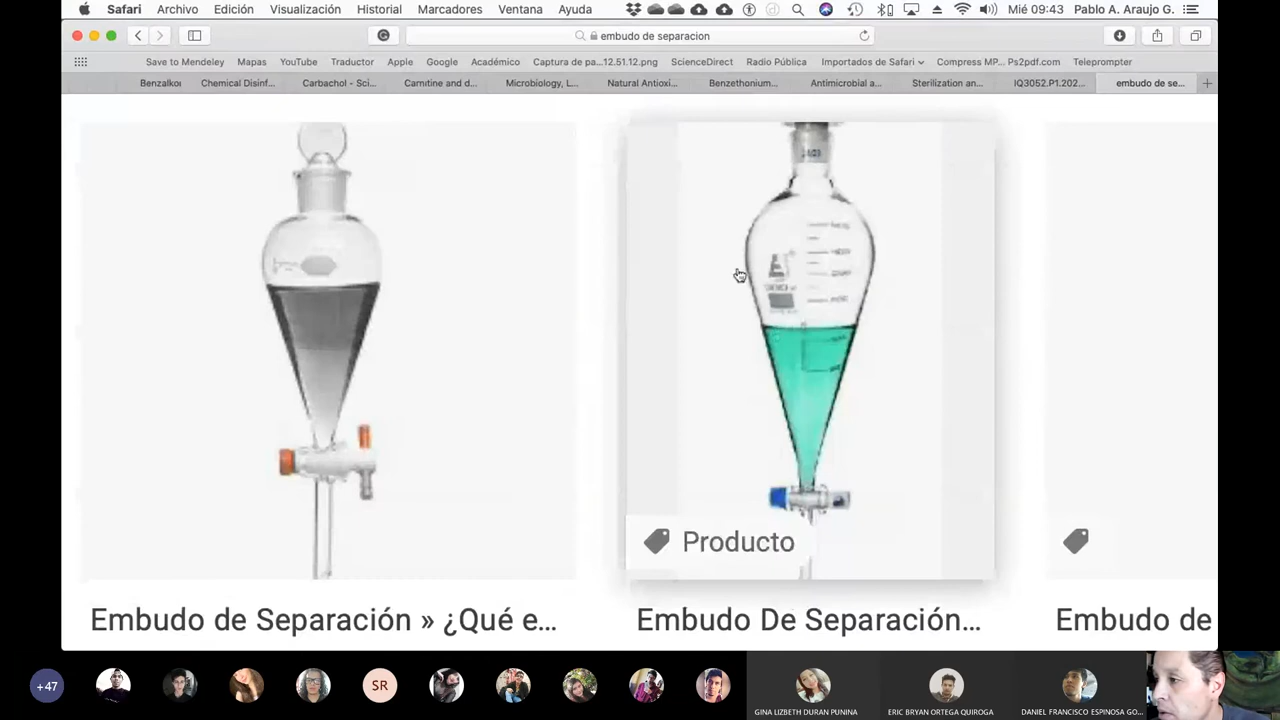 Safari Archivo Edición Visualización Historial Marcadores Ventana Ayuda Mié 09:43 Pablo A. Araujo G.
embudo de separacion
Save to Mendeley Mapas YouTube Traductor Apple Google Académico Captura de pa...12.51.12.png ScienceDirect Radio Pública Importados de Safari Compress MP... Ps2pdf.com Teleprompter
Benzalkon Chemical Disinf... Carbachol - Sci... Carnitine and d... Microbiology, L... Natural Antioxi... Benzethonium... Antimicrobial a... Sterilization an... IQ3052.P1.202... embudo de se...
Producto
Embudo de Separación » ¿Qué e...
Embudo De Separación...
Embudo de
+47
SR
GINA LIZBETH DURAN PUNINA
ERIC BRYAN ORTEGA QUIROGA
DANIEL FRANCISCO ESPINOSA GO...